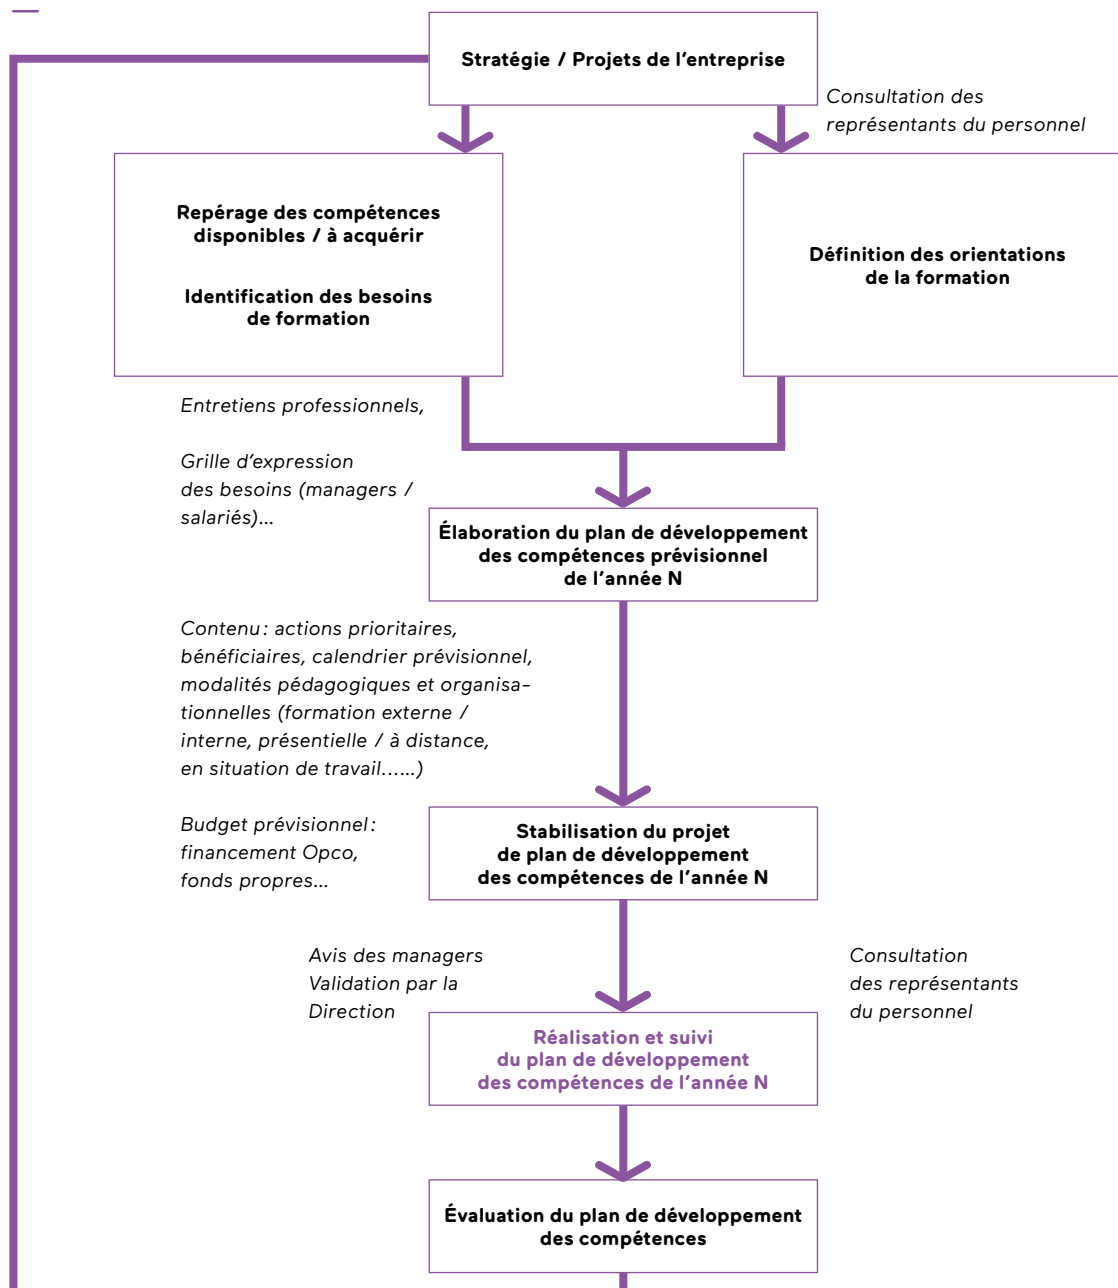 Stratégie / Projets de l'entreprise
Consultation des
représentants du personnel
Repérage des compétences
disponibles / à acquérir
Identification des besoins
de formation
Définition des orientations
de la formation
Entretiens professionnels,
Grille d'expression
des besoins (managers /
salariés)...
Élaboration du plan de développement
des compétences prévisionnel
de l'année N
Contenu : actions prioritaires,
bénéficiaires, calendrier prévisionnel,
modalités pédagogiques et organisa-
tionnelles (formation externe /
interne, présentielle / à distance,
en situation de travail......)
Budget prévisionnel :
financement Opco,
fonds propres...
Stabilisation du projet
de plan de développement
des compétences de l'année N
Avis des managers
Validation par la
Direction
Consultation
des représentants
du personnel
Réalisation et suivi
du plan de développement
des compétences de l'année N
Évaluation du plan de développement
des compétences